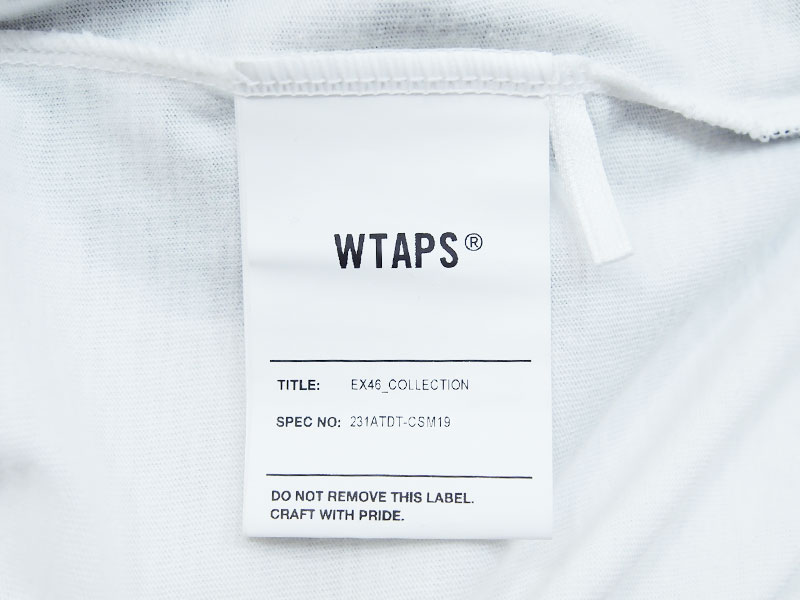 WTAPS®
TITLE: EX46_COLLECTION
SPEC NO: 231ATDT-CSM19
DO NOT REMOVE THIS LABEL.
CRAFT WITH PRIDE.